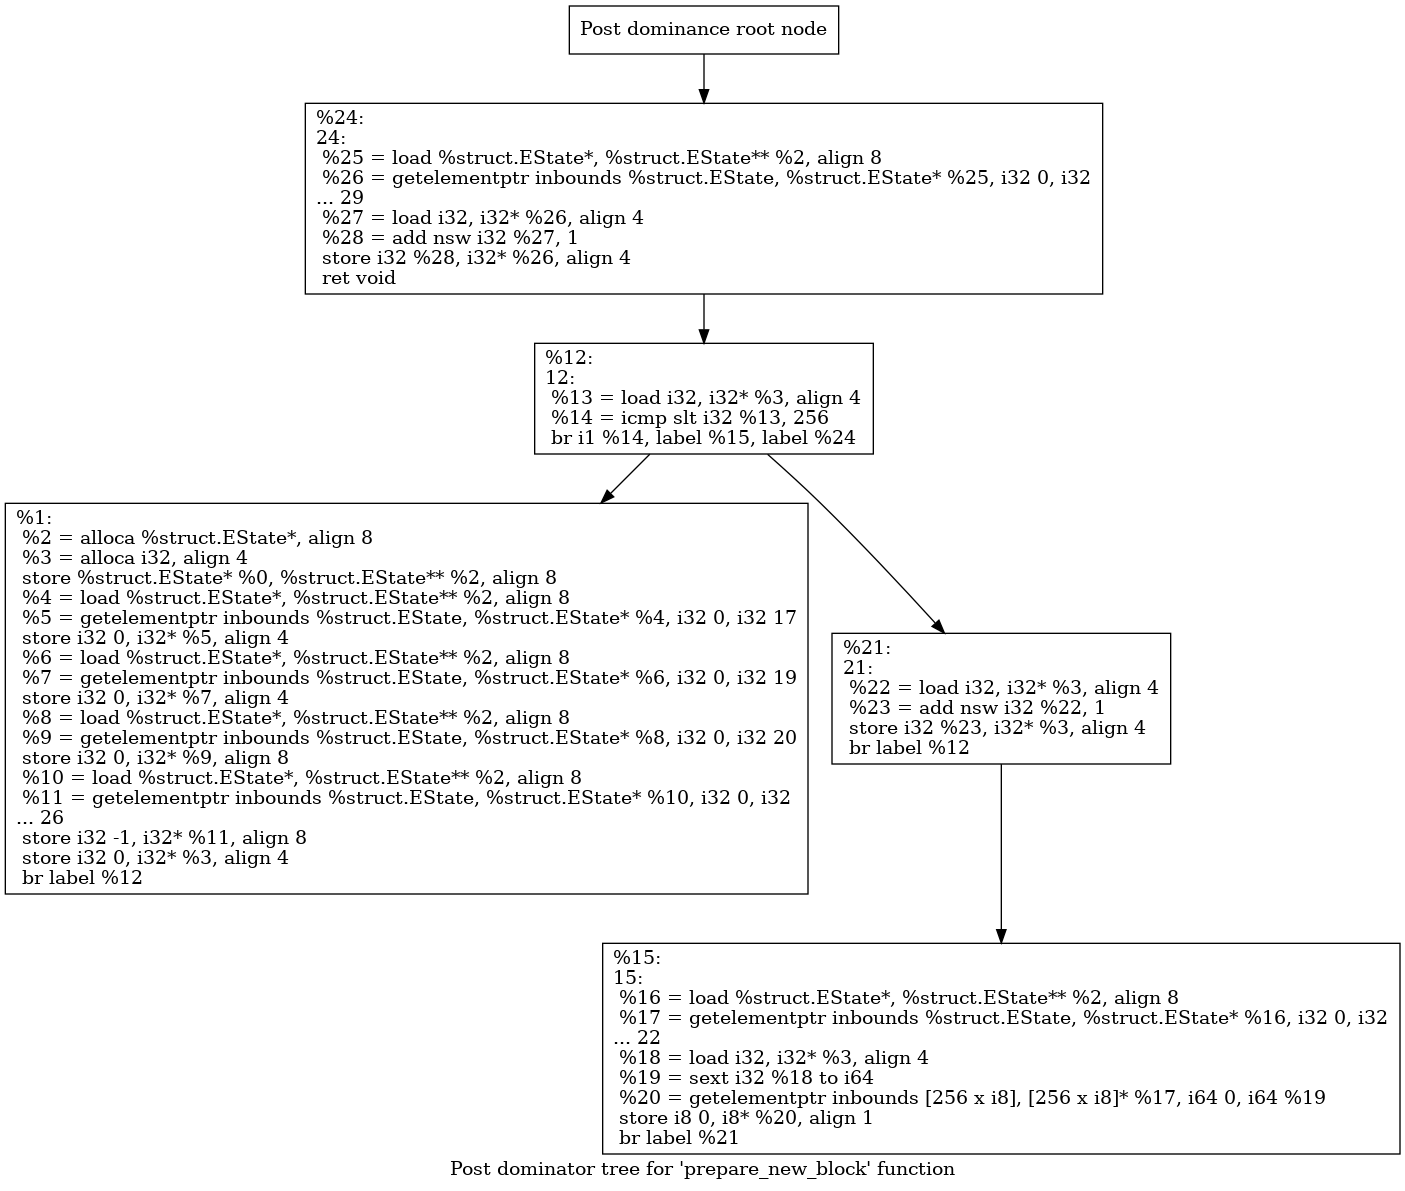 Post dominance root node
%24:
24:
%25 = load %struct.EState*, %struct.EState** %2, align 8
%26 = getelementptr inbounds %struct.EState, %struct.EState* %25, i32 0, i32
... 29
%27 = load i32, i32* %26, align 4
%28 = add nsw i32 %27, 1
store i32 %28, i32* %26, align 4
ret void
%12:
12:
%13 = load i32, i32* %3, align 4
%14 = icmp slt i32 %13, 256
br i1 %14, label %15, label %24
%1:
%2 = alloca %struct.EState*, align 8
%3 = alloca i32, align 4
store %struct.EState* %0, %struct.EState** %2, align 8
%4 = load %struct.EState*, %struct.EState** %2, align 8
%5 = getelementptr inbounds %struct.EState, %struct.EState* %4, i32 0, i32 17
store i32 0, i32* %5, align 4
%6 = load %struct.EState*, %struct.EState** %2, align 8
%7 = getelementptr inbounds %struct.EState, %struct.EState* %6, i32 0, i32 19
store i32 0, i32* %7, align 4
%8 = load %struct.EState*, %struct.EState** %2, align 8
%9 = getelementptr inbounds %struct.EState, %struct.EState* %8, i32 0, i32 20
store i32 0, i32* %9, align 8
%10 = load %struct.EState*, %struct.EState** %2, align 8
%11 = getelementptr inbounds %struct.EState, %struct.EState* %10, i32 0, i32
... 26
store i32 -1, i32* %11, align 8
store i32 0, i32* %3, align 4
br label %12
%21:
21:
%22 = load i32, i32* %3, align 4
%23 = add nsw i32 %22, 1
store i32 %23, i32* %3, align 4
br label %12
%15:
15:
%16 = load %struct.EState*, %struct.EState** %2, align 8
%17 = getelementptr inbounds %struct.EState, %struct.EState* %16, i32 0, i32
... 22
%18 = load i32, i32* %3, align 4
%19 = sext i32 %18 to i64
%20 = getelementptr inbounds [256 x i8], [256 x i8]* %17, i64 0, i64 %19
store i8 0, i8* %20, align 1
br label %21
Post dominator tree for 'prepare_new_block' function